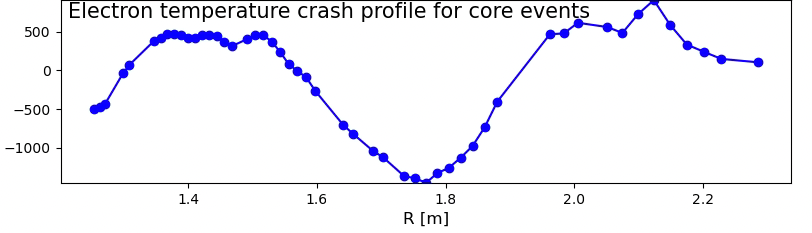 Electron temperature crash profile for core events
500
0
−500
−1000
1.4 1.6 1.8 2.0 2.2
R [m]